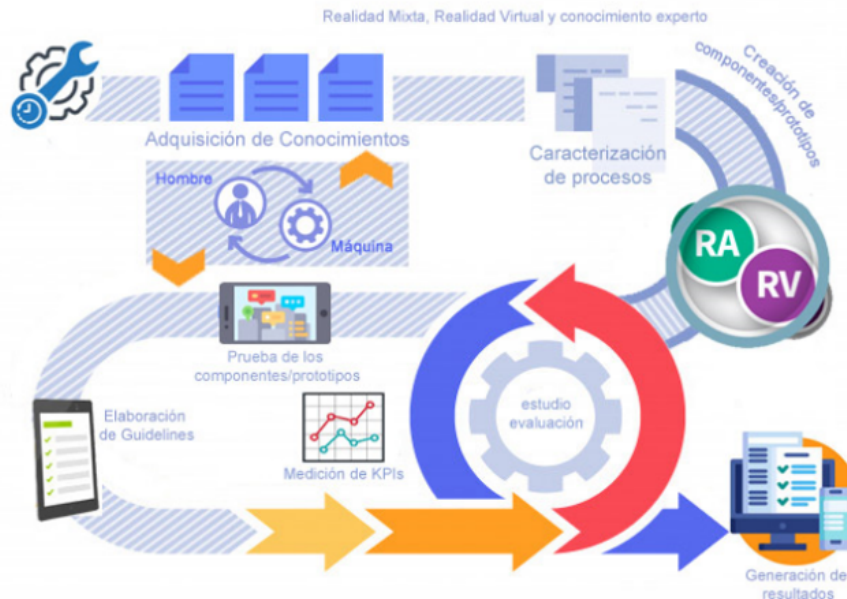 Realidad Mixta, Realidad Virtual y conocimiento experto
Adquisición de Conocimientos
Caracterización
de procesos
Creación de
componentes/prototipos
Hombre
Máquina
RA
RV
Prueba de los
componentes/prototipos
Elaboración
de Guidelines
Medición de KPIs
estudio
evaluación
Generación de
resultados